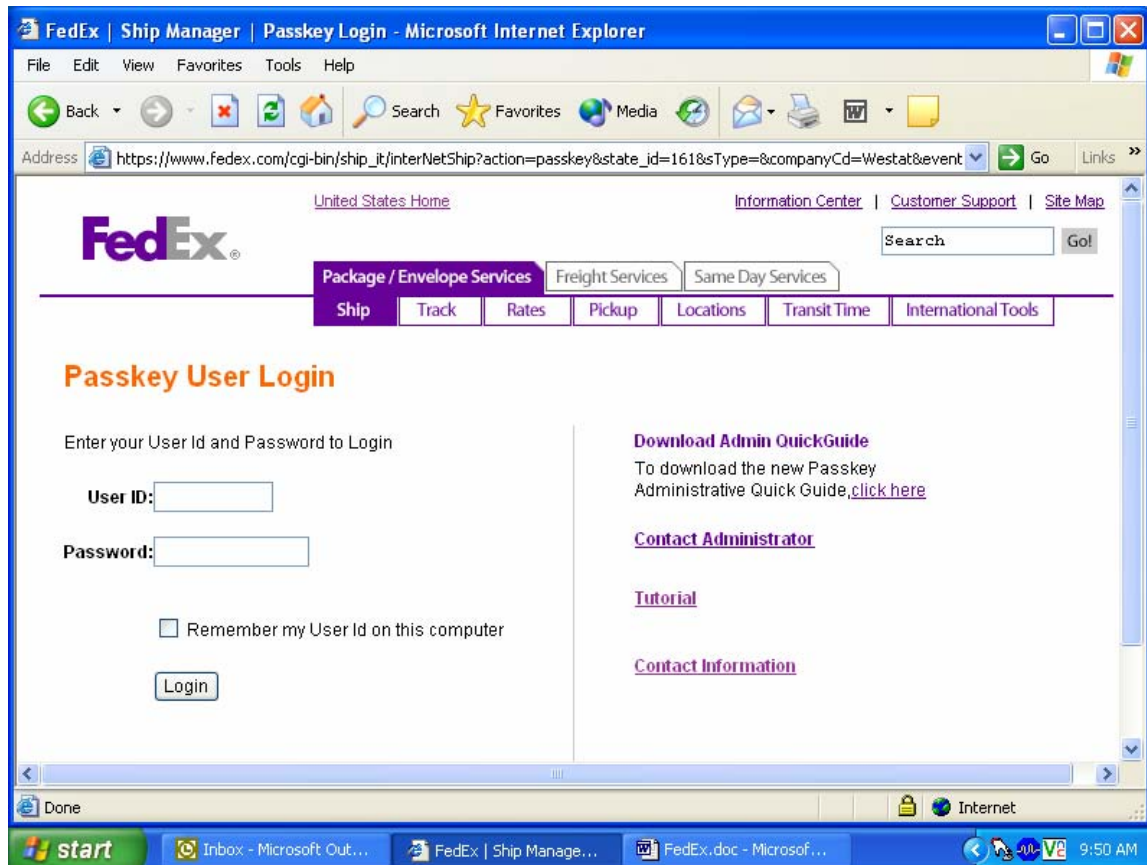 FedEx | Ship Manager | Passkey Login - Microsoft Internet Explorer
File Edit View Favorites Tools Help
Back Search Favorites Media
Address https://www.fedex.com/cgi-bin/ship_it/interNetShip?action=passkey&state_id=161&sType=&companyCd=Westat&event Go Links »
United States Home Information Center | Customer Support | Site Map
FedEx®
Search Go!
Package / Envelope Services Freight Services Same Day Services
Ship Track Rates Pickup Locations Transit Time International Tools
Passkey User Login
Enter your User Id and Password to Login
User ID:
Password:
Remember my User Id on this computer
Login
Download Admin QuickGuide
To download the new Passkey
Administrative Quick Guide,click here
Contact Administrator
Tutorial
Contact Information
Done Internet
start Inbox - Microsoft Out... FedEx | Ship Manage... FedEx.doc - Microsof... 9:50 AM